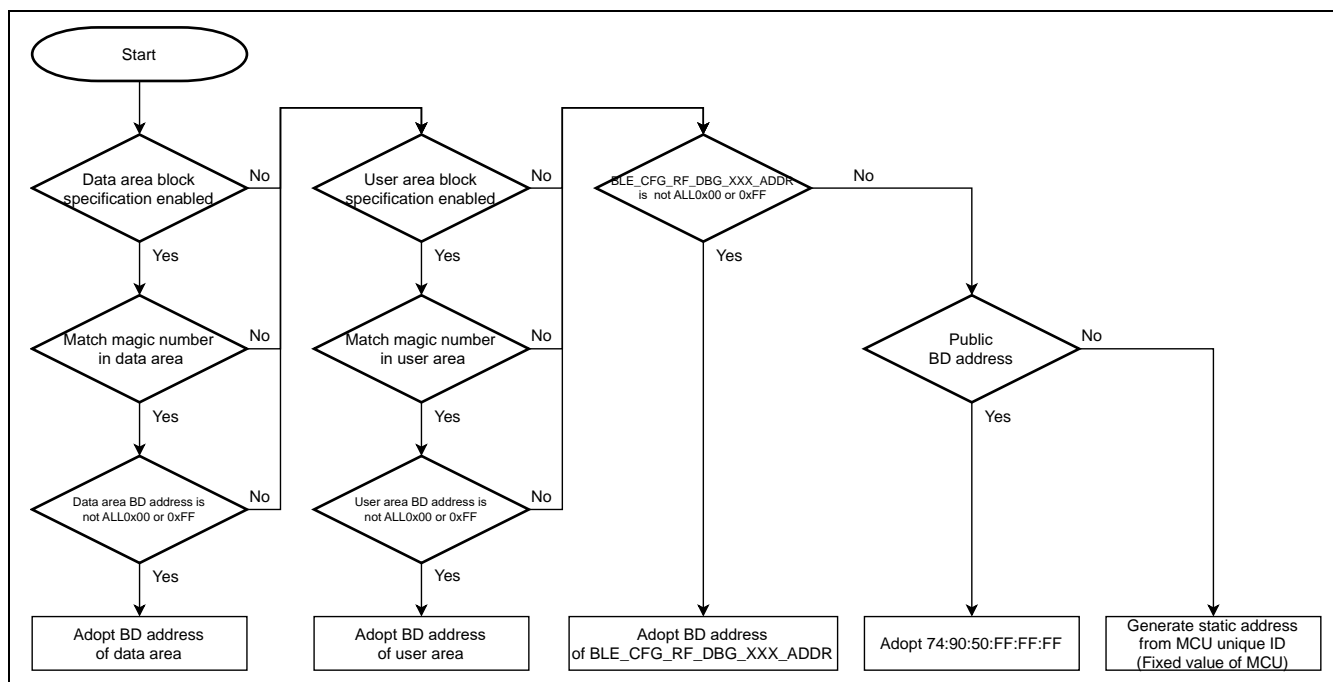 Start
Data area block
specification enabled
No
Yes
Match magic number
in data area
No
Yes
Data area BD address is
not ALL0x00 or 0xFF
No
Yes
Adopt BD address
of data area
User area block
specification enabled
No
Yes
Match magic number
in user area
No
Yes
User area BD address is
not ALL0x00 or 0xFF
No
Yes
Adopt BD address
of user area
BLE_CFG_RF_DBG_XXX_ADDR
is not ALL0x00 or 0xFF
No
Yes
Adopt BD address
of BLE_CFG_RF_DBG_XXX_ADDR
Public
BD address
No
Yes
Adopt 74:90:50:FF:FF:FF
Generate static address
from MCU unique ID
(Fixed value of MCU)